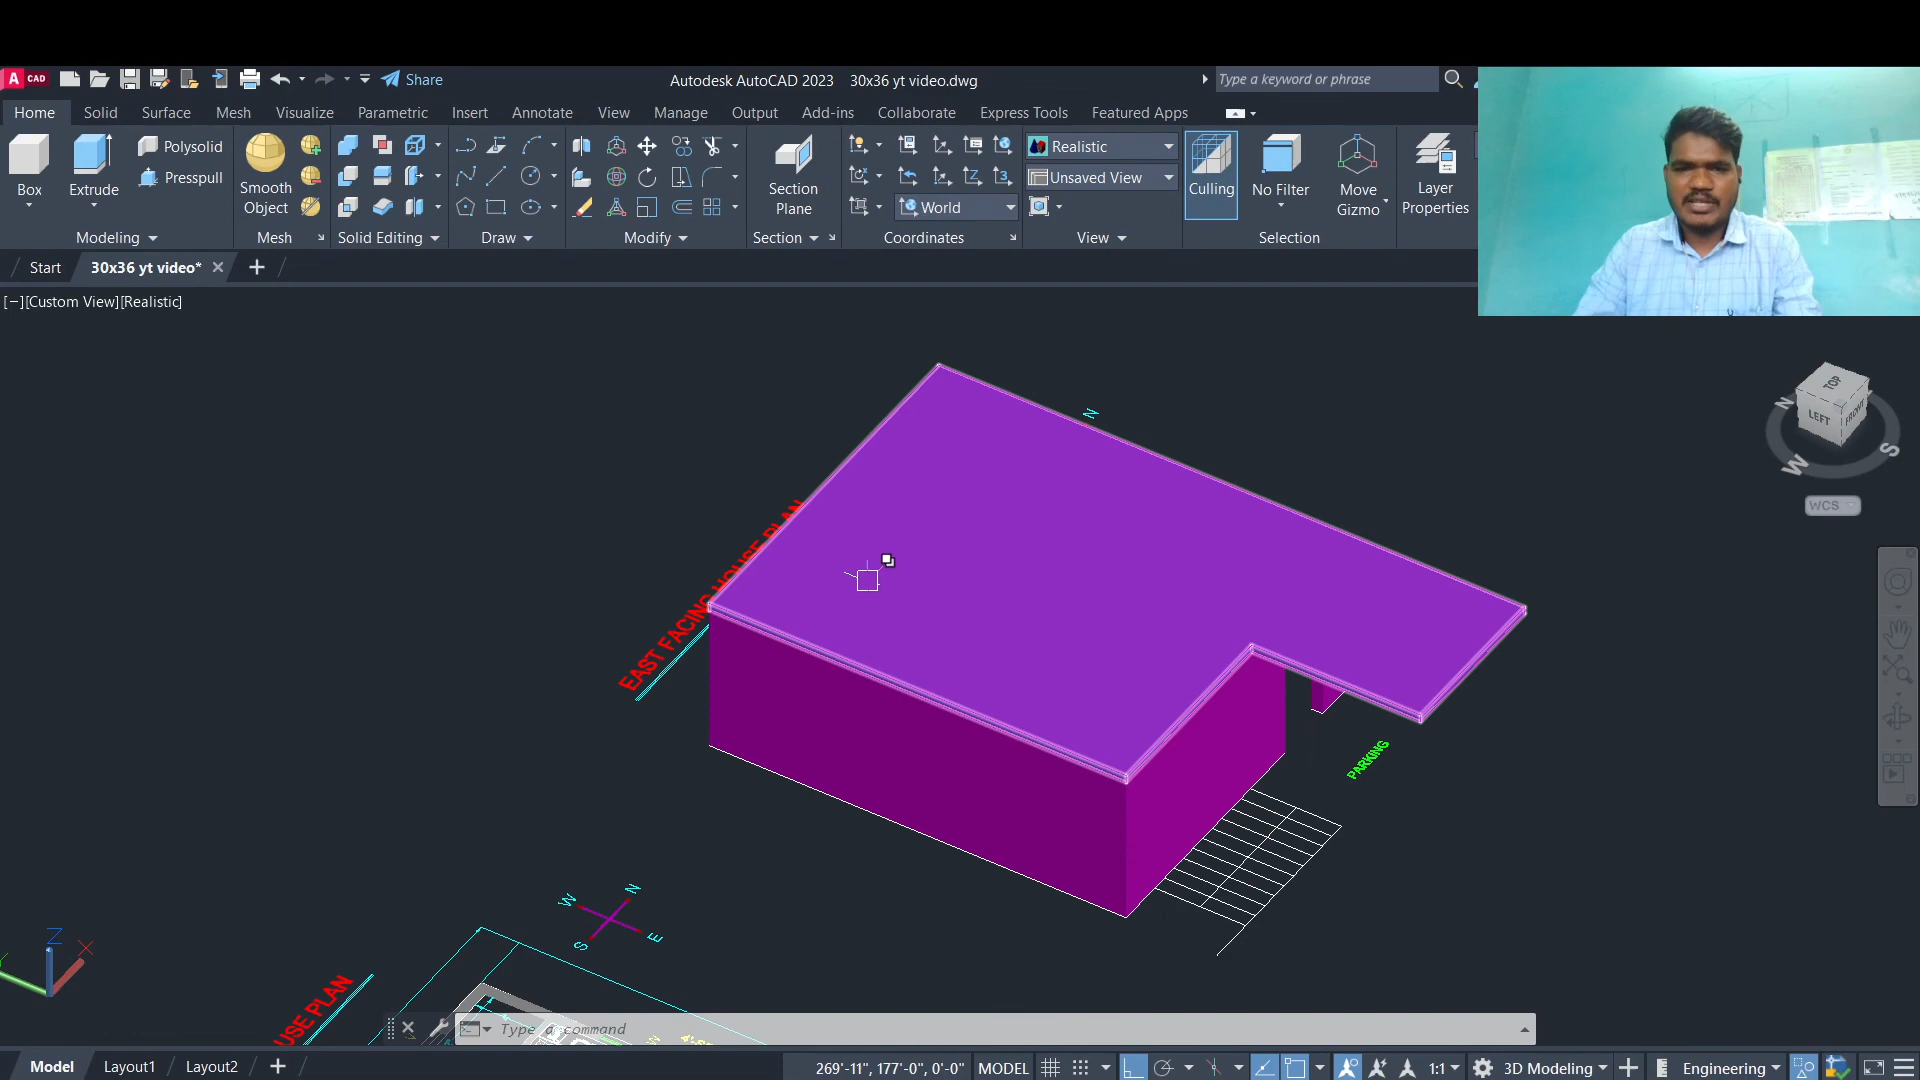 A CAD
Share
Autodesk AutoCAD 2023 30x36 yt video.dwg
Type a keyword or phrase
Home Solid Surface Mesh Visualize Parametric Insert Annotate View Manage Output Add-ins Collaborate Express Tools Featured Apps
Box
Extrude
Polysolid
Presspull
Smooth
Object
Section
Plane
World
Realistic
Unsaved View
Culling
No Filter
Move
Gizmo
Layer
Properties
Modeling Mesh Solid Editing Draw Modify Section Coordinates View Selection
Start 30x36 yt video*
[−][Custom View][Realistic]
N
TOP
LEFT FRONT
N
S
W
WCS
EAST FACING HOUSE PLAN
PARKING
W N
S E
Z X
USE PLAN
Type a command
Model Layout1 Layout2
269'-11", 177'-0", 0'-0" MODEL 1:1 3D Modeling Engineering